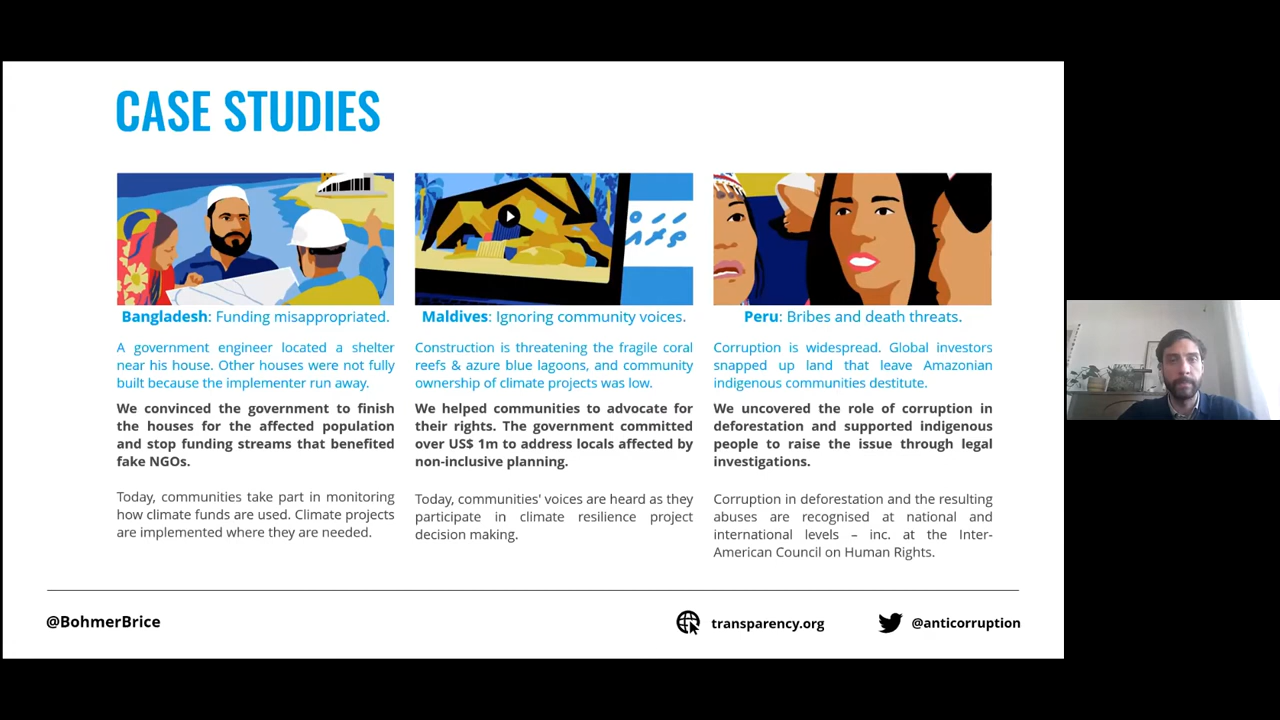 CASE STUDIES
ތަރައް
Bangladesh: Funding misappropriated.
A government engineer located a shelter
near his house. Other houses were not fully
built because the implementer run away.
We convinced the government to finish
the houses for the affected population
and stop funding streams that benefited
fake NGOs.
Today, communities take part in monitoring
how climate funds are used. Climate projects
are implemented where they are needed.
Maldives: Ignoring community voices.
Construction is threatening the fragile coral
reefs & azure blue lagoons, and community
ownership of climate projects was low.
We helped communities to advocate for
their rights. The government committed
over US$ 1m to address locals affected by
non-inclusive planning.
Today, communities' voices are heard as they
participate in climate resilience project
decision making.
Peru: Bribes and death threats.
Corruption is widespread. Global investors
snapped up land that leave Amazonian
indigenous communities destitute.
We uncovered the role of corruption in
deforestation and supported indigenous
people to raise the issue through legal
investigations.
Corruption in deforestation and the resulting
abuses are recognised at national and
international levels – inc. at the Inter-
American Council on Human Rights.
@BohmerBrice
transparency.org
@anticorruption